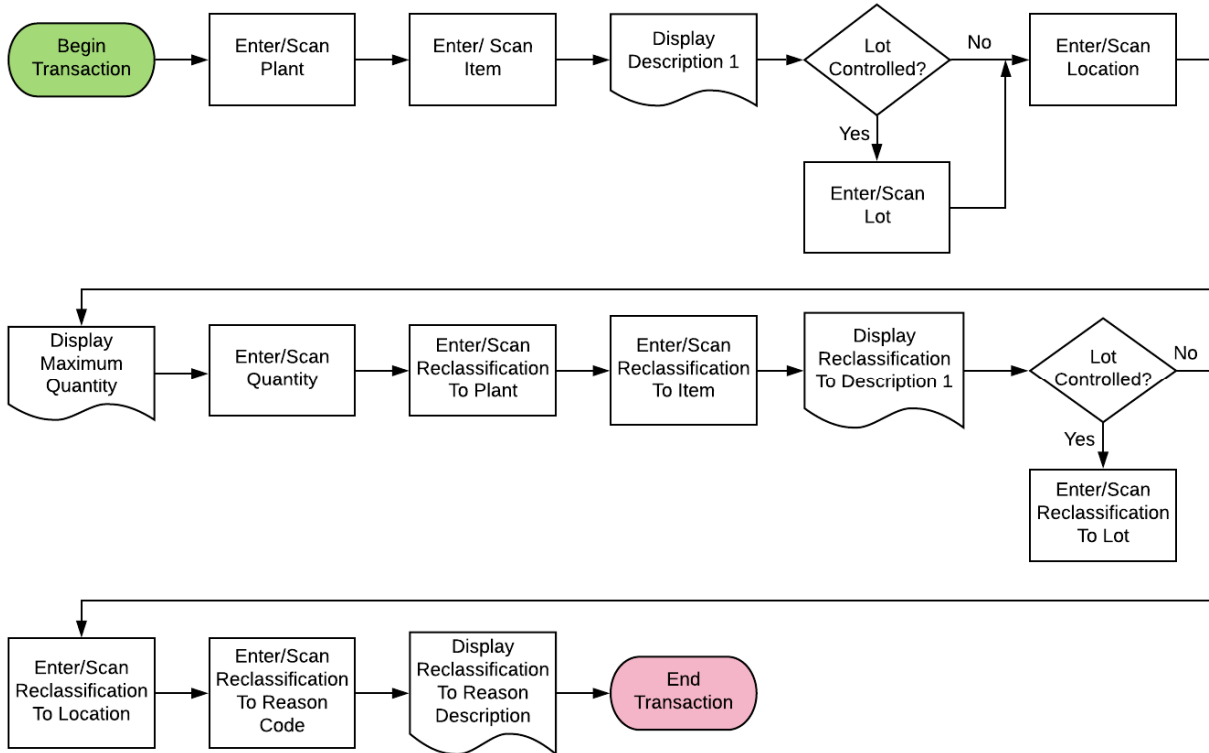 Begin
Transaction
Enter/Scan
Plant
Enter/ Scan
Item
Display
Description 1
Lot
Controlled?
No
Enter/Scan
Location
Yes
Enter/Scan
Lot
Display
Maximum
Quantity
Enter/Scan
Quantity
Enter/Scan
Reclassification
To Plant
Enter/Scan
Reclassification
To Item
Display
Reclassification
To Description 1
Lot
Controlled?
No
Yes
Enter/Scan
Reclassification
To Lot
Enter/Scan
Reclassification
To Location
Enter/Scan
Reclassification
To Reason
Code
Display
Reclassification
To Reason
Description
End
Transaction